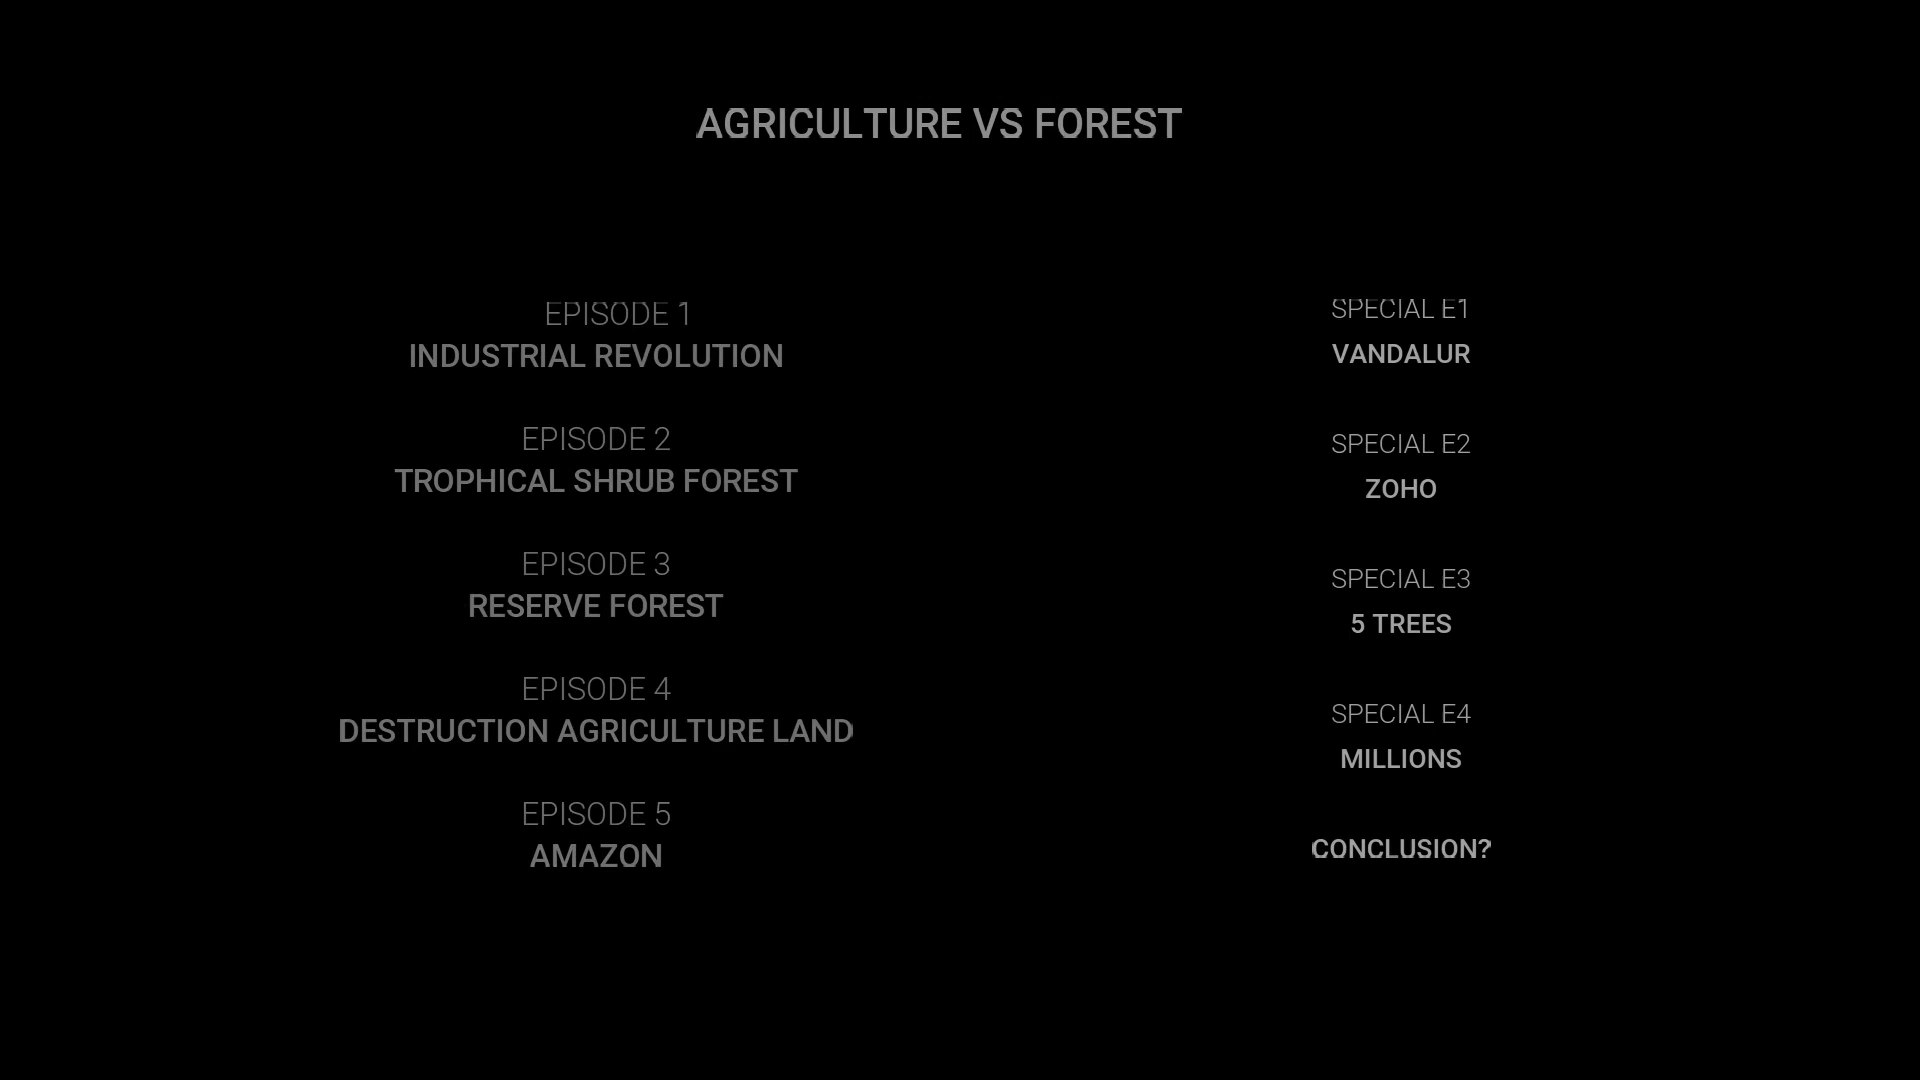 AGRICULTURE VS FOREST
EPISODE 1
INDUSTRIAL REVOLUTION
EPISODE 2
TROPHICAL SHRUB FOREST
EPISODE 3
RESERVE FOREST
EPISODE 4
DESTRUCTION AGRICULTURE LAND
EPISODE 5
AMAZON
SPECIAL E1
VANDALUR
SPECIAL E2
ZOHO
SPECIAL E3
5 TREES
SPECIAL E4
MILLIONS
CONCLUSION?